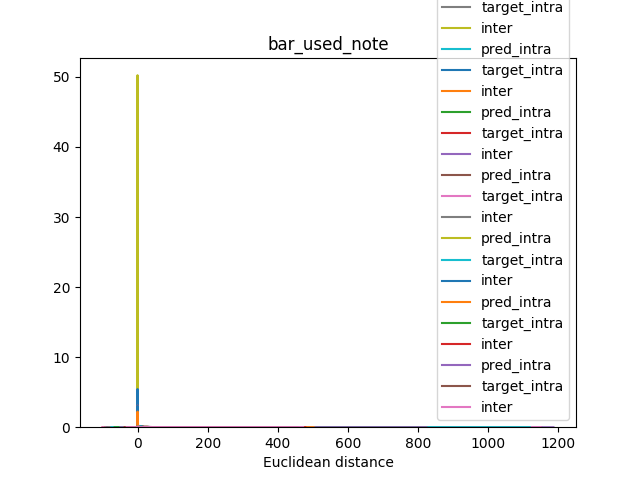 bar_used_note
target_intra
inter
pred_intra
target_intra
inter
pred_intra
target_intra
inter
pred_intra
target_intra
inter
pred_intra
target_intra
inter
pred_intra
target_intra
inter
pred_intra
target_intra
inter
50
40
30
20
10
0
0 200 400 600 800 1000 1200
Euclidean distance